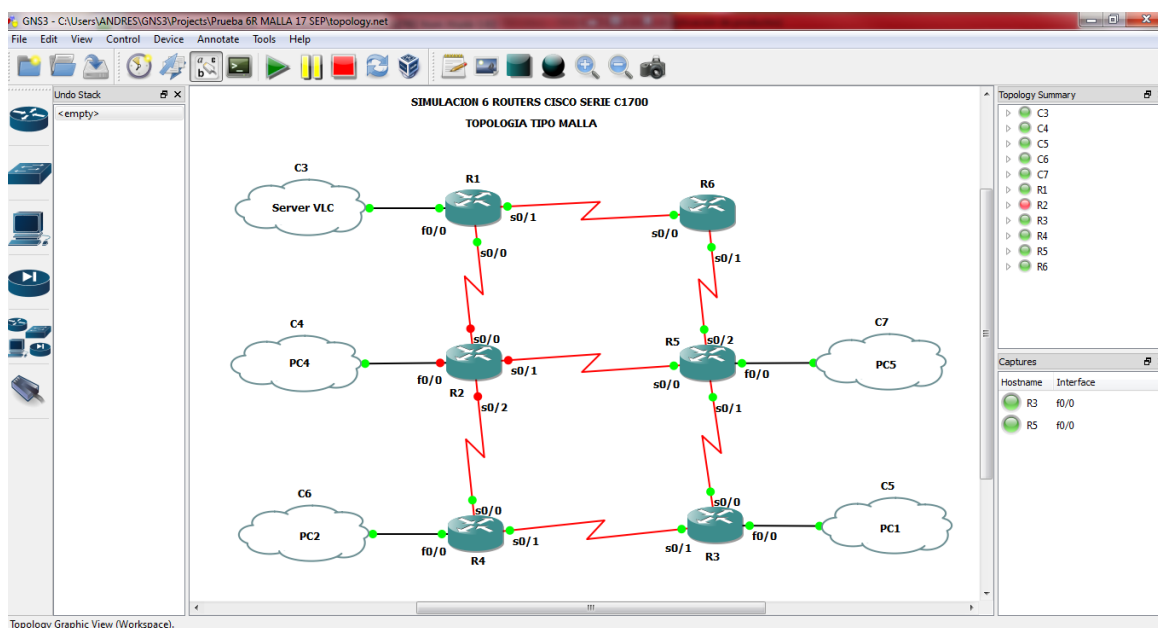 GNS3 - C:\Users\ANDRES\GNS3\Projects\Prueba 6R MALLA 17 SEP\topology.net
File Edit View Control Device Annotate Tools Help
Undo Stack
<empty>
SIMULACION 6 ROUTERS CISCO SERIE C1700
TOPOLOGIA TIPO MALLA
C3
Server VLC
f0/0
R1
s0/1
s0/0
R6
s0/0
s0/1
C4
PC4
f0/0
s0/0
R2
s0/1
s0/2
R5
s0/2
s0/0
f0/0
s0/1
C7
PC5
C6
PC2
f0/0
s0/0
s0/1
R4
s0/0
s0/1
f0/0
R3
C5
PC1
Topology Summary
C3
C4
C5
C6
C7
R1
R2
R3
R4
R5
R6
Captures
Hostname Interface
R3 f0/0
R5 f0/0
Topology Graphic View (Workspace).